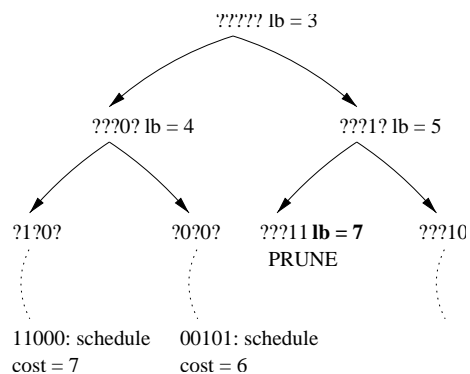 ????? lb = 3
???0? lb = 4
???1? lb = 5
?1?0?
?0?0?
???11 lb = 7
PRUNE
???10
11000: schedule
cost = 7
00101: schedule
cost = 6